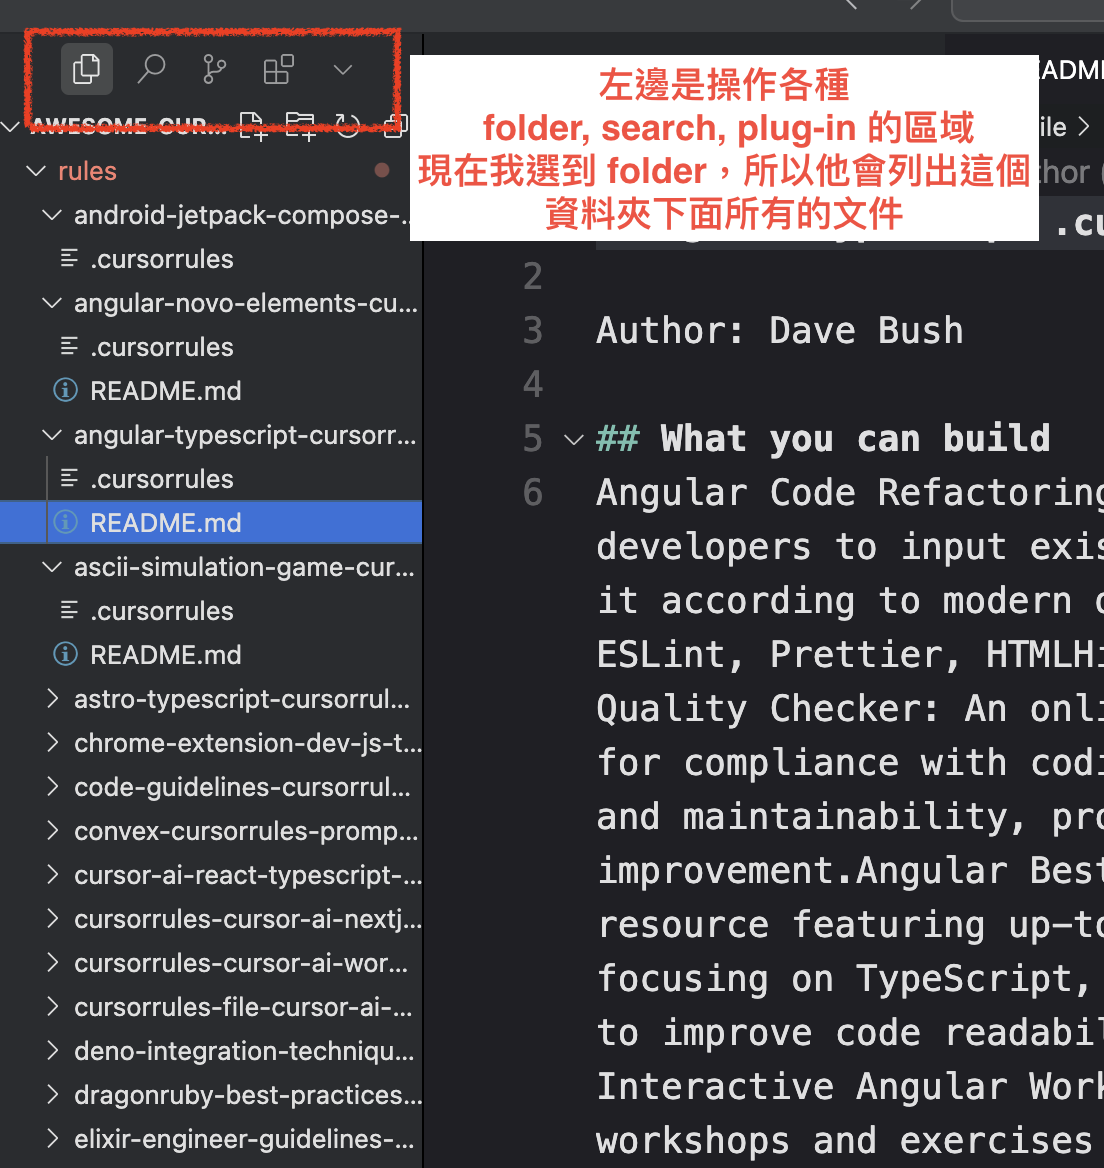 左邊是操作各種
folder, search, plug-in 的區域
現在我選到 folder，所以他會列出這個
資料夾下面所有的文件
AWESOME-CUR...
rules
android-jetpack-compose-...
.cursorrules
angular-novo-elements-cu...
.cursorrules
README.md
angular-typescript-cursorr...
.cursorrules
README.md
ascii-simulation-game-cur...
.cursorrules
README.md
astro-typescript-cursorrul...
chrome-extension-dev-js-t...
code-guidelines-cursorrul...
convex-cursorrules-promp...
cursor-ai-react-typescript-...
cursorrules-cursor-ai-nextj...
cursorrules-cursor-ai-wor...
cursorrules-file-cursor-ai-...
deno-integration-techniqu...
dragonruby-best-practices...
elixir-engineer-guidelines-...
EADME
ile >
thor
.cu
2
3 Author: Dave Bush
4
5 ## What you can build
6 Angular Code Refactoring
developers to input exis
it according to modern
ESLint, Prettier, HTMLHi
Quality Checker: An onli
for compliance with codi
and maintainability, pro
improvement.Angular Best
resource featuring up-to
focusing on TypeScript,
to improve code readabil
Interactive Angular Work
workshops and exercises